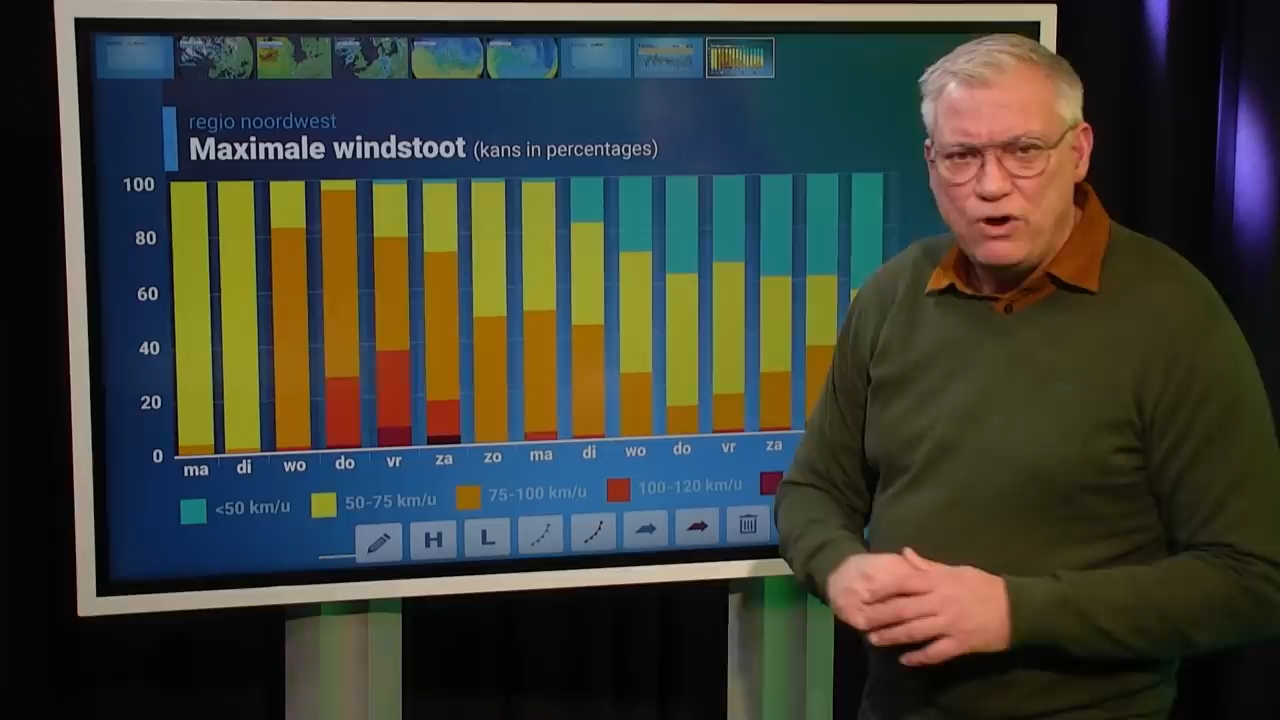 regio noordwest
Maximale windstoot (kans in percentages)
100
80
60
40
20
0
ma di wo do vr za zo ma di wo do vr za
<50 km/u 50-75 km/u 75-100 km/u 100-120 km/u
H L